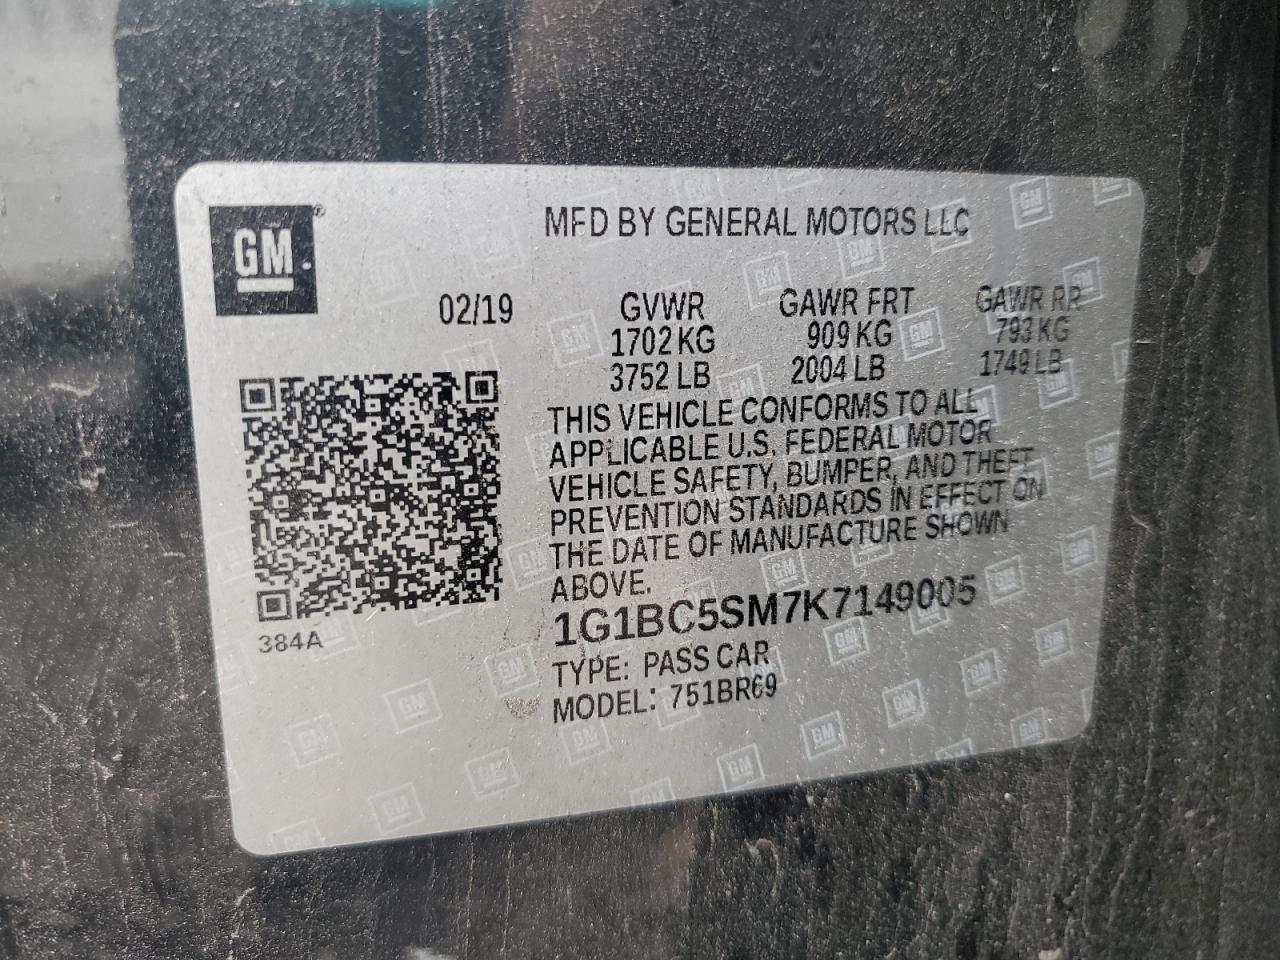 GM
MFD BY GENERAL MOTORS LLC
02/19 GVWR GAWR FRT GAWR RR
1702 KG 909 KG 793 KG
3752 LB 2004 LB 1749 LB
THIS VEHICLE CONFORMS TO ALL
APPLICABLE U.S. FEDERAL MOTOR
VEHICLE SAFETY, BUMPER, AND THEFT
PREVENTION STANDARDS IN EFFECT ON
THE DATE OF MANUFACTURE SHOWN
ABOVE.
384A
1G1BC5SM7K7149005
TYPE: PASS CAR
MODEL: 751BR69